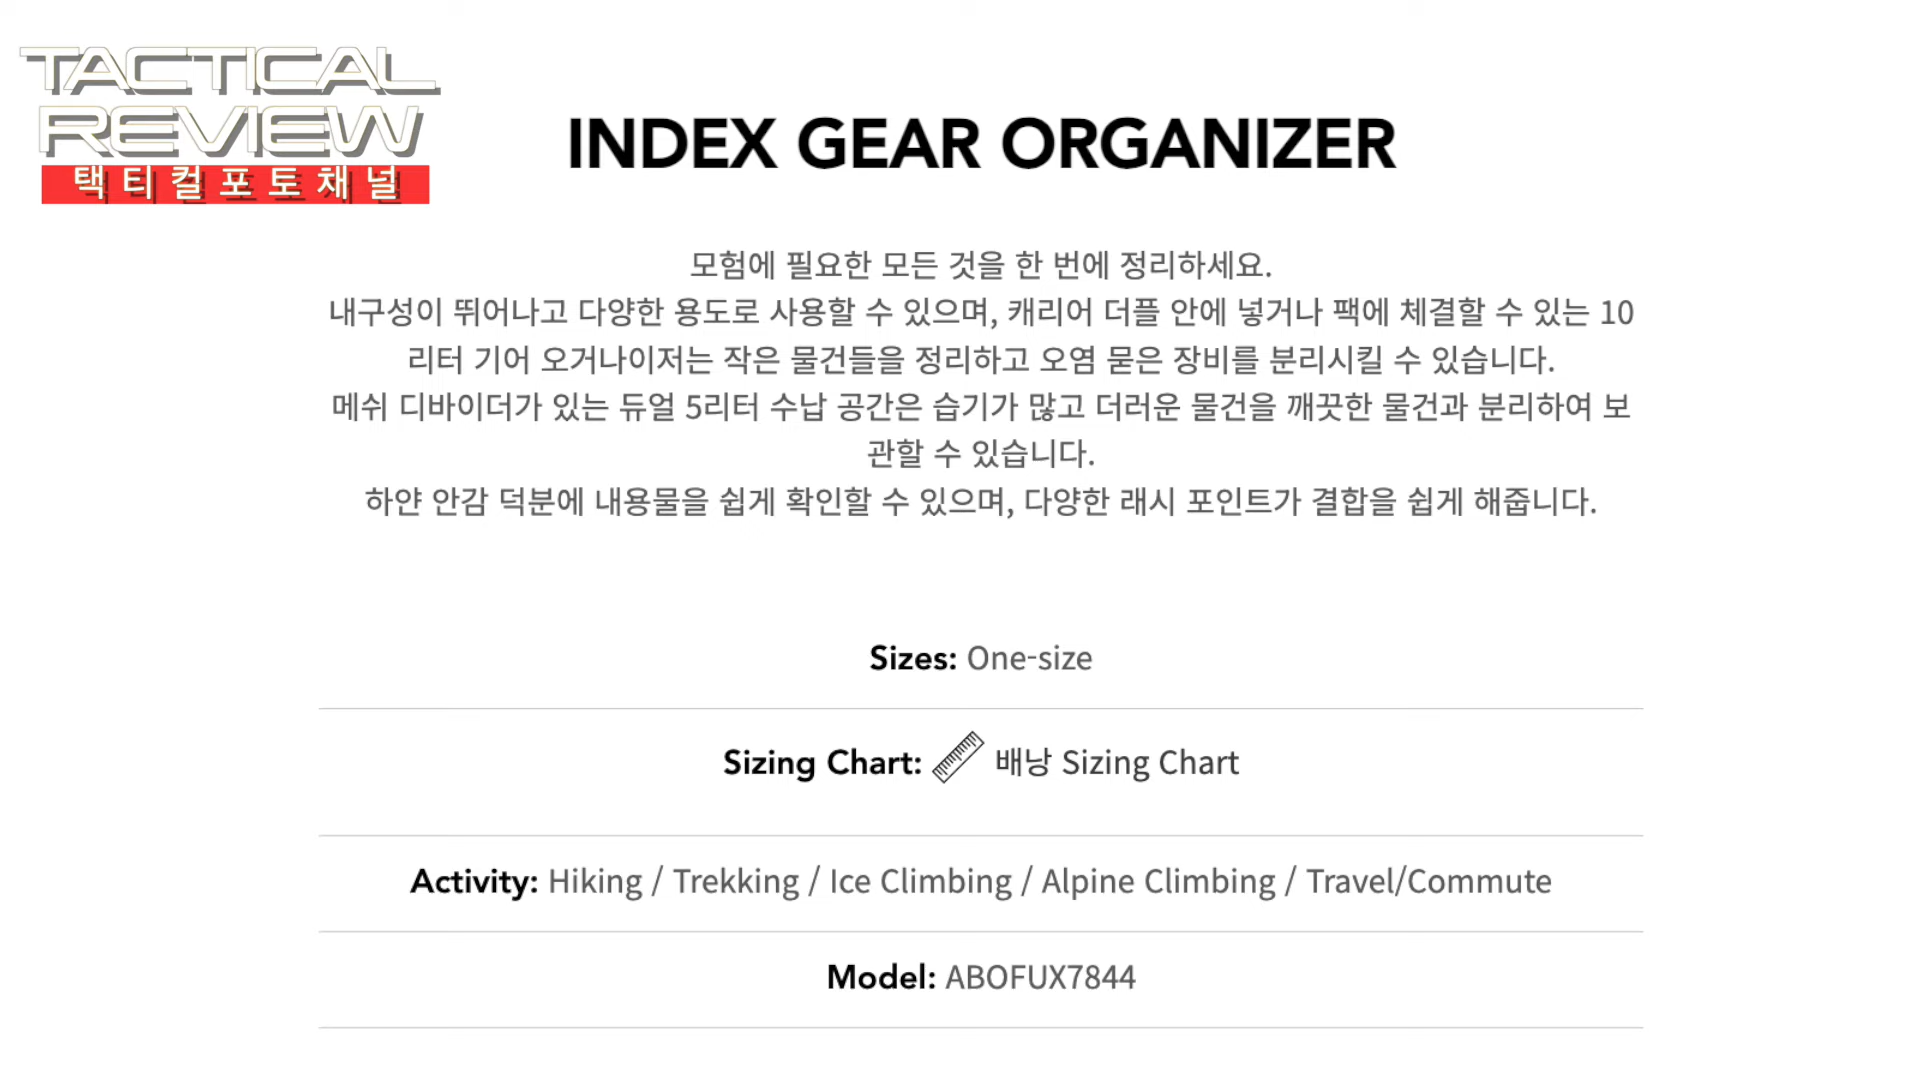 TACTICAL
REVIEW
택티컬포토채널
INDEX GEAR ORGANIZER
모험에 필요한 모든 것을 한 번에 정리하세요.
내구성이 뛰어나고 다양한 용도로 사용할 수 있으며, 캐리어 더플 안에 넣거나 팩에 체결할 수 있는 10
리터 기어 오거나이저는 작은 물건들을 정리하고 오염 묻은 장비를 분리시킬 수 있습니다.
메쉬 디바이더가 있는 듀얼 5리터 수납 공간은 습기가 많고 더러운 물건을 깨끗한 물건과 분리하여 보
관할 수 있습니다.
하얀 안감 덕분에 내용물을 쉽게 확인할 수 있으며, 다양한 래시 포인트가 결합을 쉽게 해줍니다.
Sizes: One-size
Sizing Chart: 배낭 Sizing Chart
Activity: Hiking / Trekking / Ice Climbing / Alpine Climbing / Travel/Commute
Model: ABOFUX7844